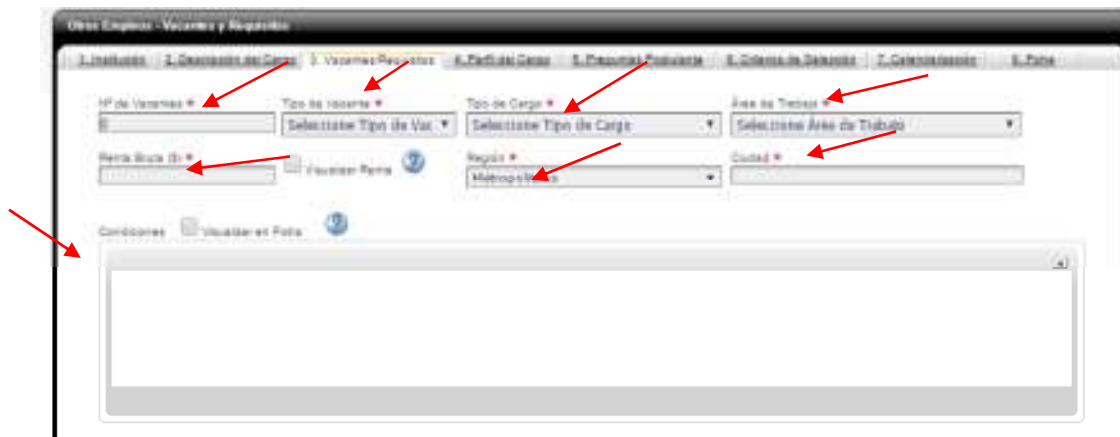 Otros Empleos - Vacantes y Requisitos
1. Institución 2. Descripción del Cargo 3. Vacantes/Requisitos 4. Perfil del Cargo 5. Preguntas Postulante 6. Criterios de Selección 7. Calendarización 8. Ficha
Nº de Vacantes * Tipo de Vacante * Tipo de Cargo * Área de Trabajo *
Seleccione Tipo de Vac Seleccione Tipo de Cargo Seleccione Área de Trabajo
Renta Bruta ($) * Visualizar Renta Región * Ciudad *
Metropolitano
Condiciones Visualizar en Ficha